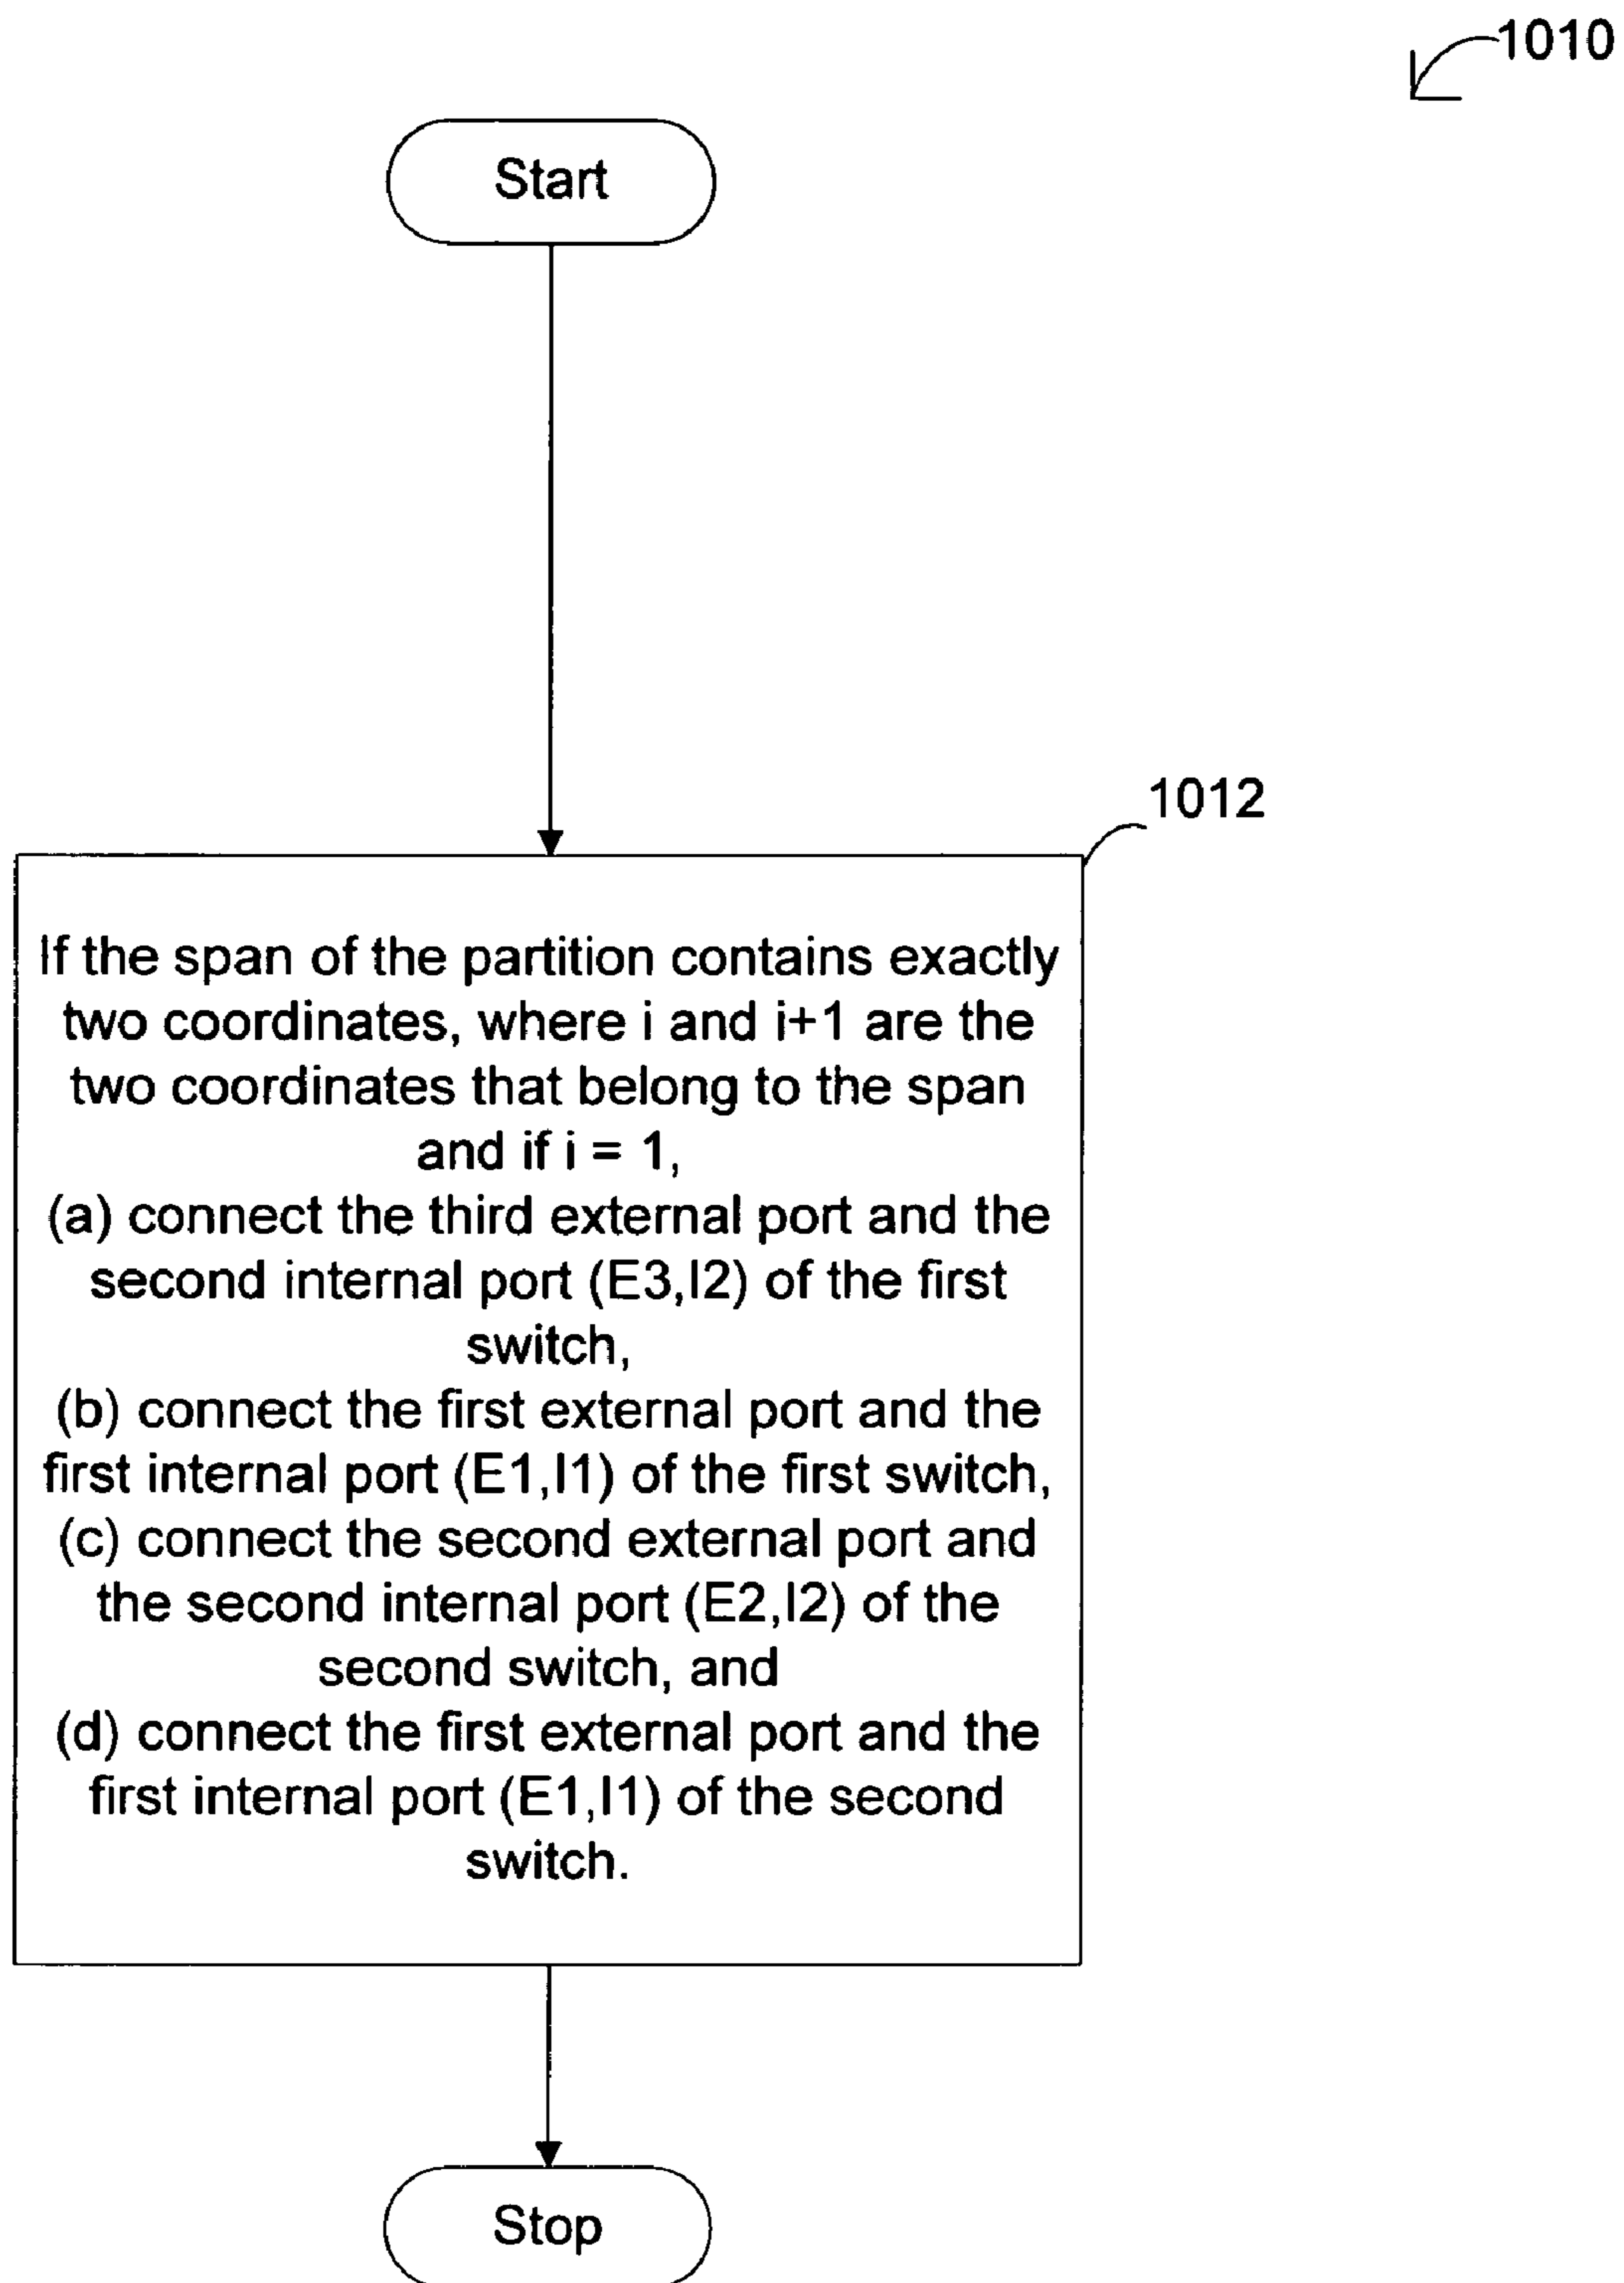 1010
Start
1012
If the span of the partition contains exactly
two coordinates, where i and i+1 are the
two coordinates that belong to the span
and if i = 1,
(a) connect the third external port and the
second internal port (E3,I2) of the first
switch,
(b) connect the first external port and the
first internal port (E1,I1) of the first switch,
(c) connect the second external port and
the second internal port (E2,I2) of the
second switch, and
(d) connect the first external port and the
first internal port (E1,I1) of the second
switch.
Stop